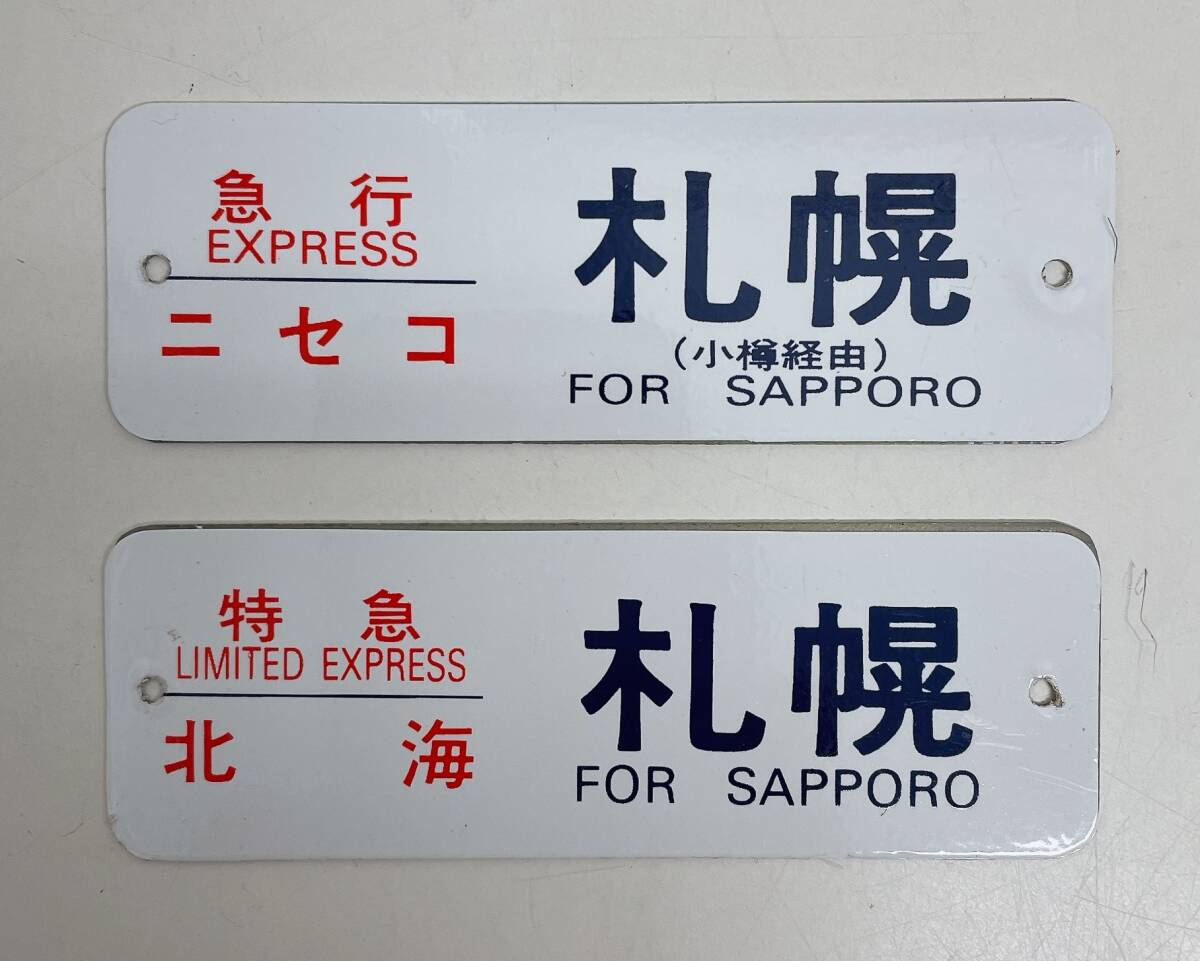 急行
EXPRESS
ニセコ
札幌
(小樽経由)
FOR SAPPORO
特急
LIMITED EXPRESS
北海
札幌
FOR SAPPORO